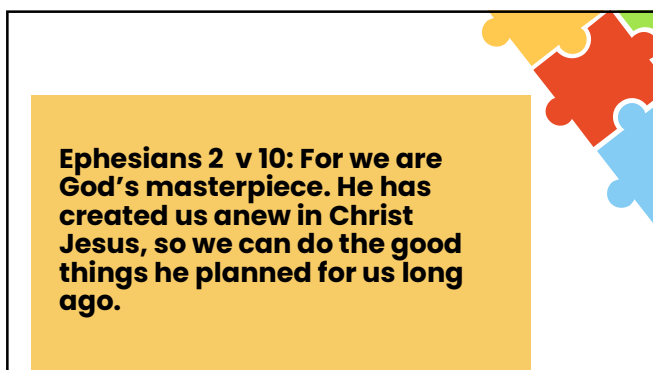 Ephesians 2  v 10: For we are
God’s masterpiece. He has
created us anew in Christ
Jesus, so we can do the good
things he planned for us long
ago.